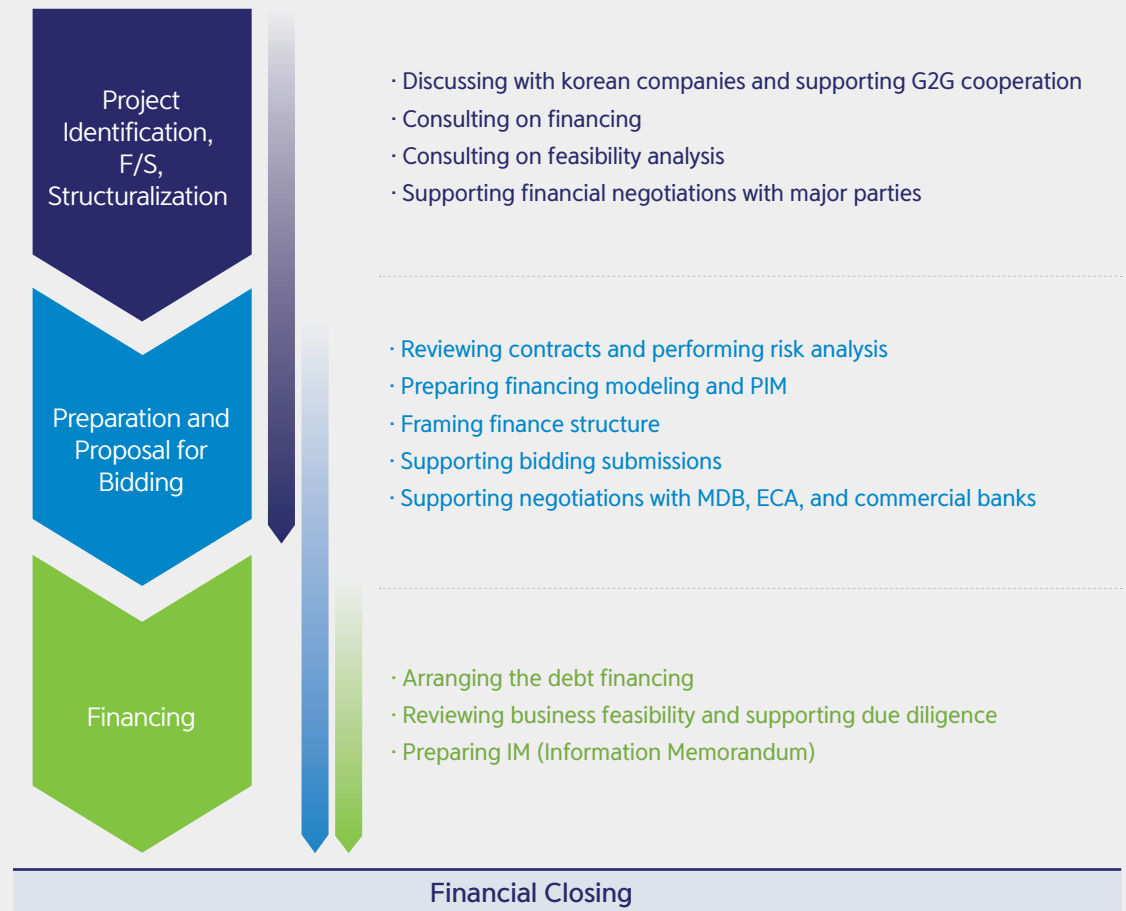 Project
Identification,
F/S,
Structuralization
· Discussing with korean companies and supporting G2G cooperation
· Consulting on financing
· Consulting on feasibility analysis
· Supporting financial negotiations with major parties
Preparation and
Proposal for
Bidding
· Reviewing contracts and performing risk analysis
· Preparing financing modeling and PIM
· Framing finance structure
· Supporting bidding submissions
· Supporting negotiations with MDB, ECA, and commercial banks
Financing
· Arranging the debt financing
· Reviewing business feasibility and supporting due diligence
· Preparing IM (Information Memorandum)
Financial Closing